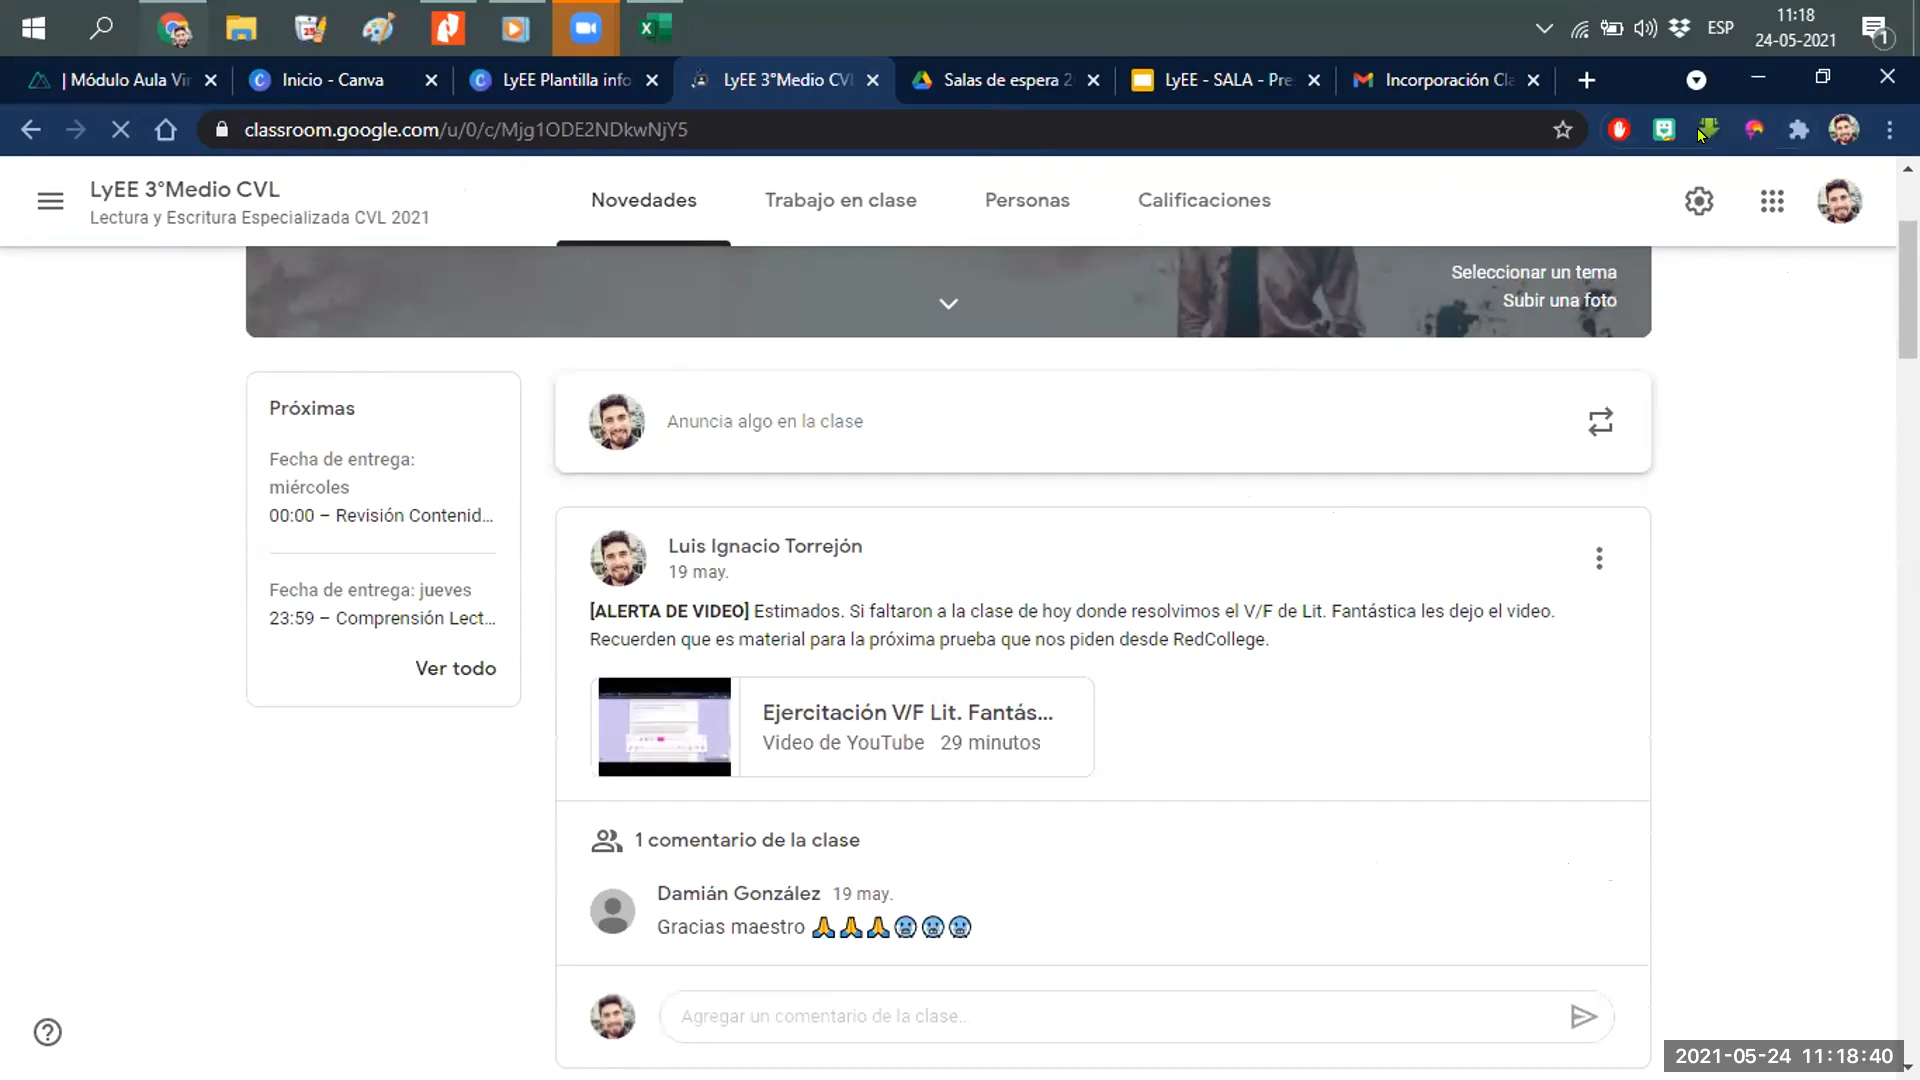 ESP
11:18
24-05-2021
1
| Módulo Aula Vir
Inicio - Canva
LyEE Plantilla info
LyEE 3°Medio CV
Salas de espera 2
LyEE - SALA - Pre
Incorporación Cl
classroom.google.com/u/0/c/Mjg1ODE2NDkwNjY5
LyEE 3°Medio CVL
Lectura y Escritura Especializada CVL 2021
Novedades
Trabajo en clase
Personas
Calificaciones
Seleccionar un tema
Subir una foto
Próximas
Fecha de entrega:
miércoles
00:00 – Revisión Contenid...
Fecha de entrega: jueves
23:59 – Comprensión Lect...
Ver todo
Anuncia algo en la clase
Luis Ignacio Torrejón
19 may.
[ALERTA DE VIDEO] Estimados. Si faltaron a la clase de hoy donde resolvimos el V/F de Lit. Fantástica les dejo el video.
Recuerden que es material para la próxima prueba que nos piden desde RedCollege.
Ejercitación V/F Lit. Fantás...
Video de YouTube 29 minutos
1 comentario de la clase
Damián González 19 may.
Gracias maestro 🙏🙏🙏🥶🥶🥶
Agregar un comentario de la clase..
2021-05-24 11:18:40